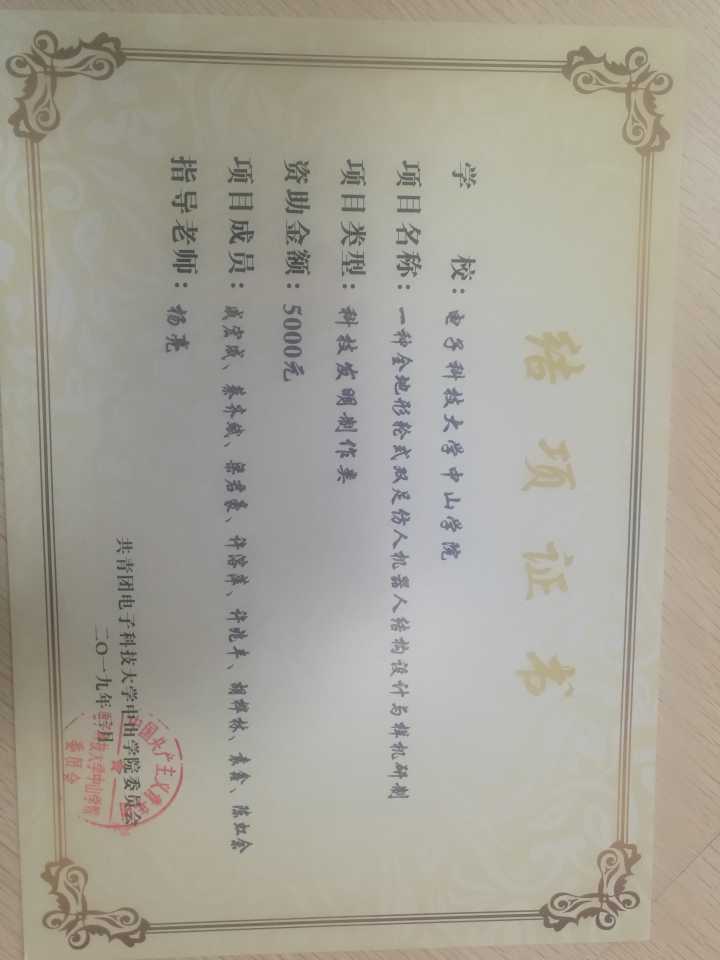 结项证书
学 校：电子科技大学中山学院
项目名称：一种全地形轮式双足仿人机器人结构设计与样机研制
项目类型：科技发明制作类
资助金额：5000元
项目成员：成宏威、蔡齐斌、梁君豪、许溶萍、许兆丰、胡桦林、袁鑫、陈虹余
指导老师：杨亮
共青团电子科技大学中山学院委员会
二〇一九年三月
中国共产主义青年团
电子科技大学中山学院
委员会